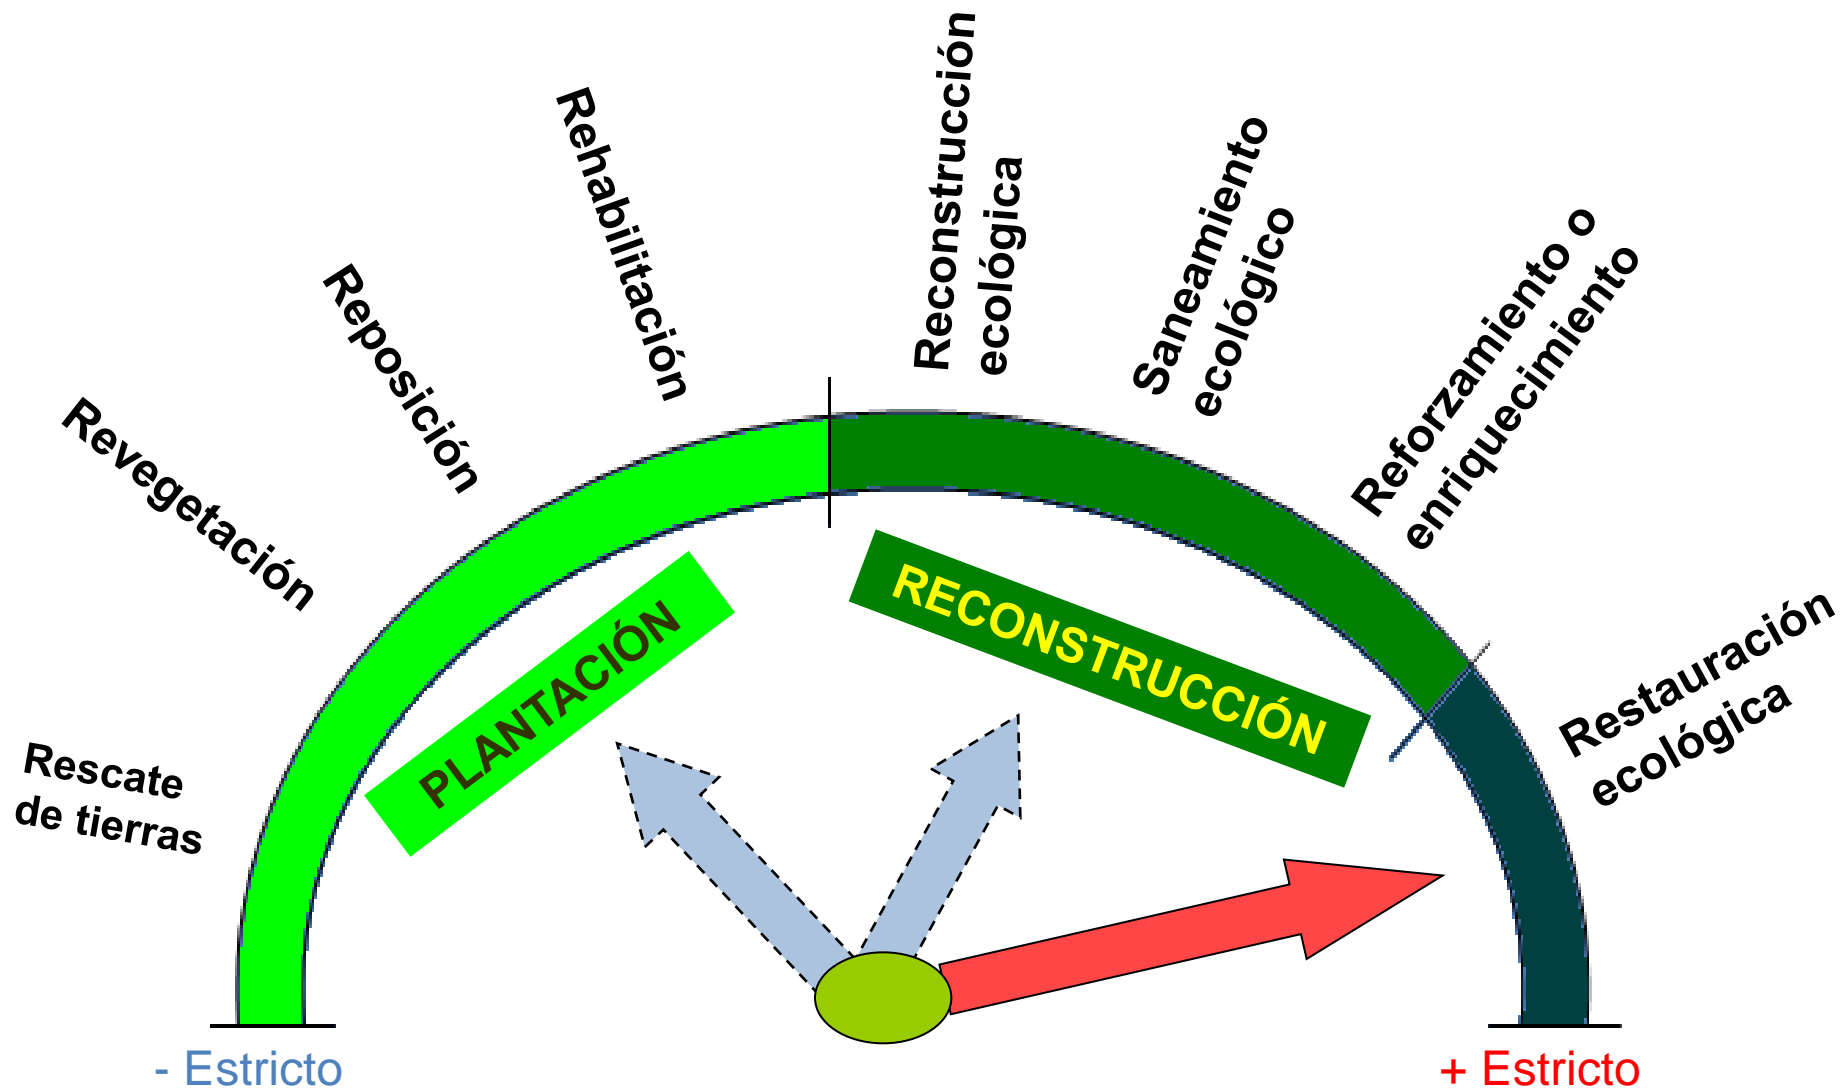 Rescate
de tierras
Revegetación
Reposición
Rehabilitación
Reconstrucción
ecológica
Saneamiento
ecológico
Reforzamiento o
enriquecimiento
Restauración
ecológica
PLANTACIÓN
RECONSTRUCCIÓN
- Estricto
+ Estricto